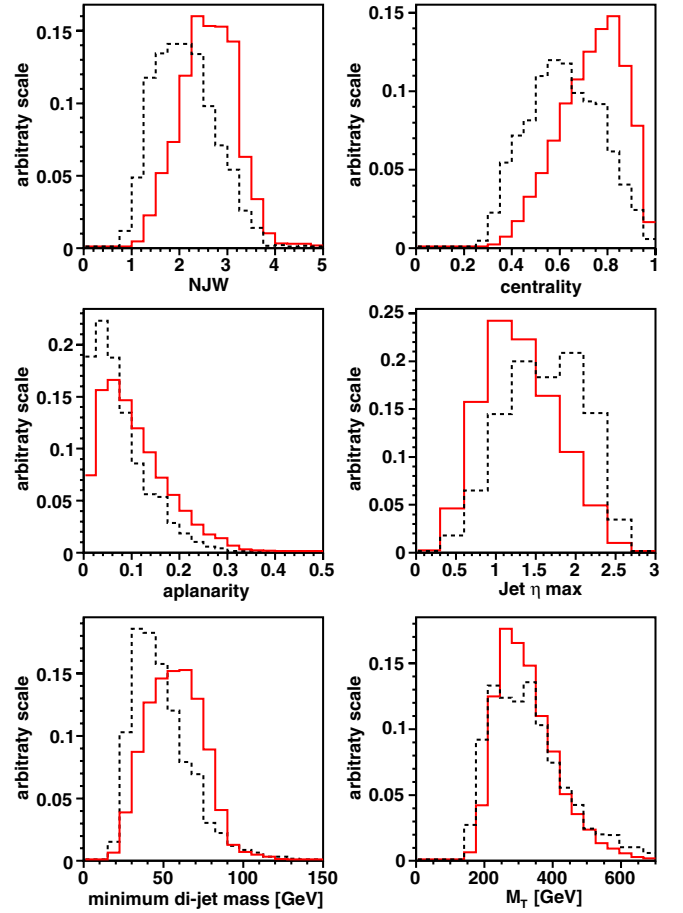 0.15
0.1
0.05
0
arbitraty scale
0 1 2 3 4 5
NJW
0.15
0.1
0.05
0
arbitraty scale
0 0.2 0.4 0.6 0.8 1
centrality
0.2
0.15
0.1
0.05
0
arbitraty scale
0 0.1 0.2 0.3 0.4 0.5
aplanarity
0.25
0.2
0.15
0.1
0.05
0
arbitraty scale
0 0.5 1 1.5 2 2.5 3
Jet η max
0.15
0.1
0.05
0
arbitraty scale
0 50 100 150
minimum di-jet mass [GeV]
0.15
0.1
0.05
0
arbitraty scale
0 200 400 600
M_T [GeV]